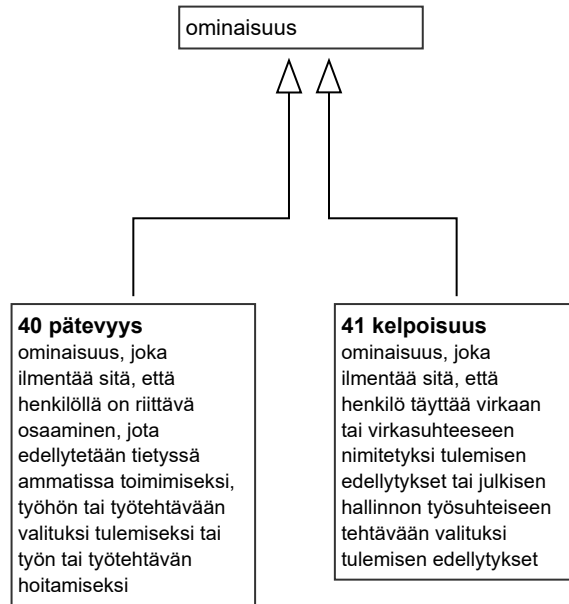 ominaisuus
40 pätevyys
ominaisuus, joka
ilmentää sitä, että
henkilöllä on riittävä
osaaminen, jota
edellytetään tietyssä
ammatissa toimimiseksi,
työhön tai työtehtävään
valituksi tulemiseksi tai
työn tai työtehtävän
hoitamiseksi
41 kelpoisuus
ominaisuus, joka
ilmentää sitä, että
henkilö täyttää virkaan
tai virkasuhteeseen
nimitetyksi tulemisen
edellytykset tai julkisen
hallinnon työsuhteiseen
tehtävään valituksi
tulemisen edellytykset